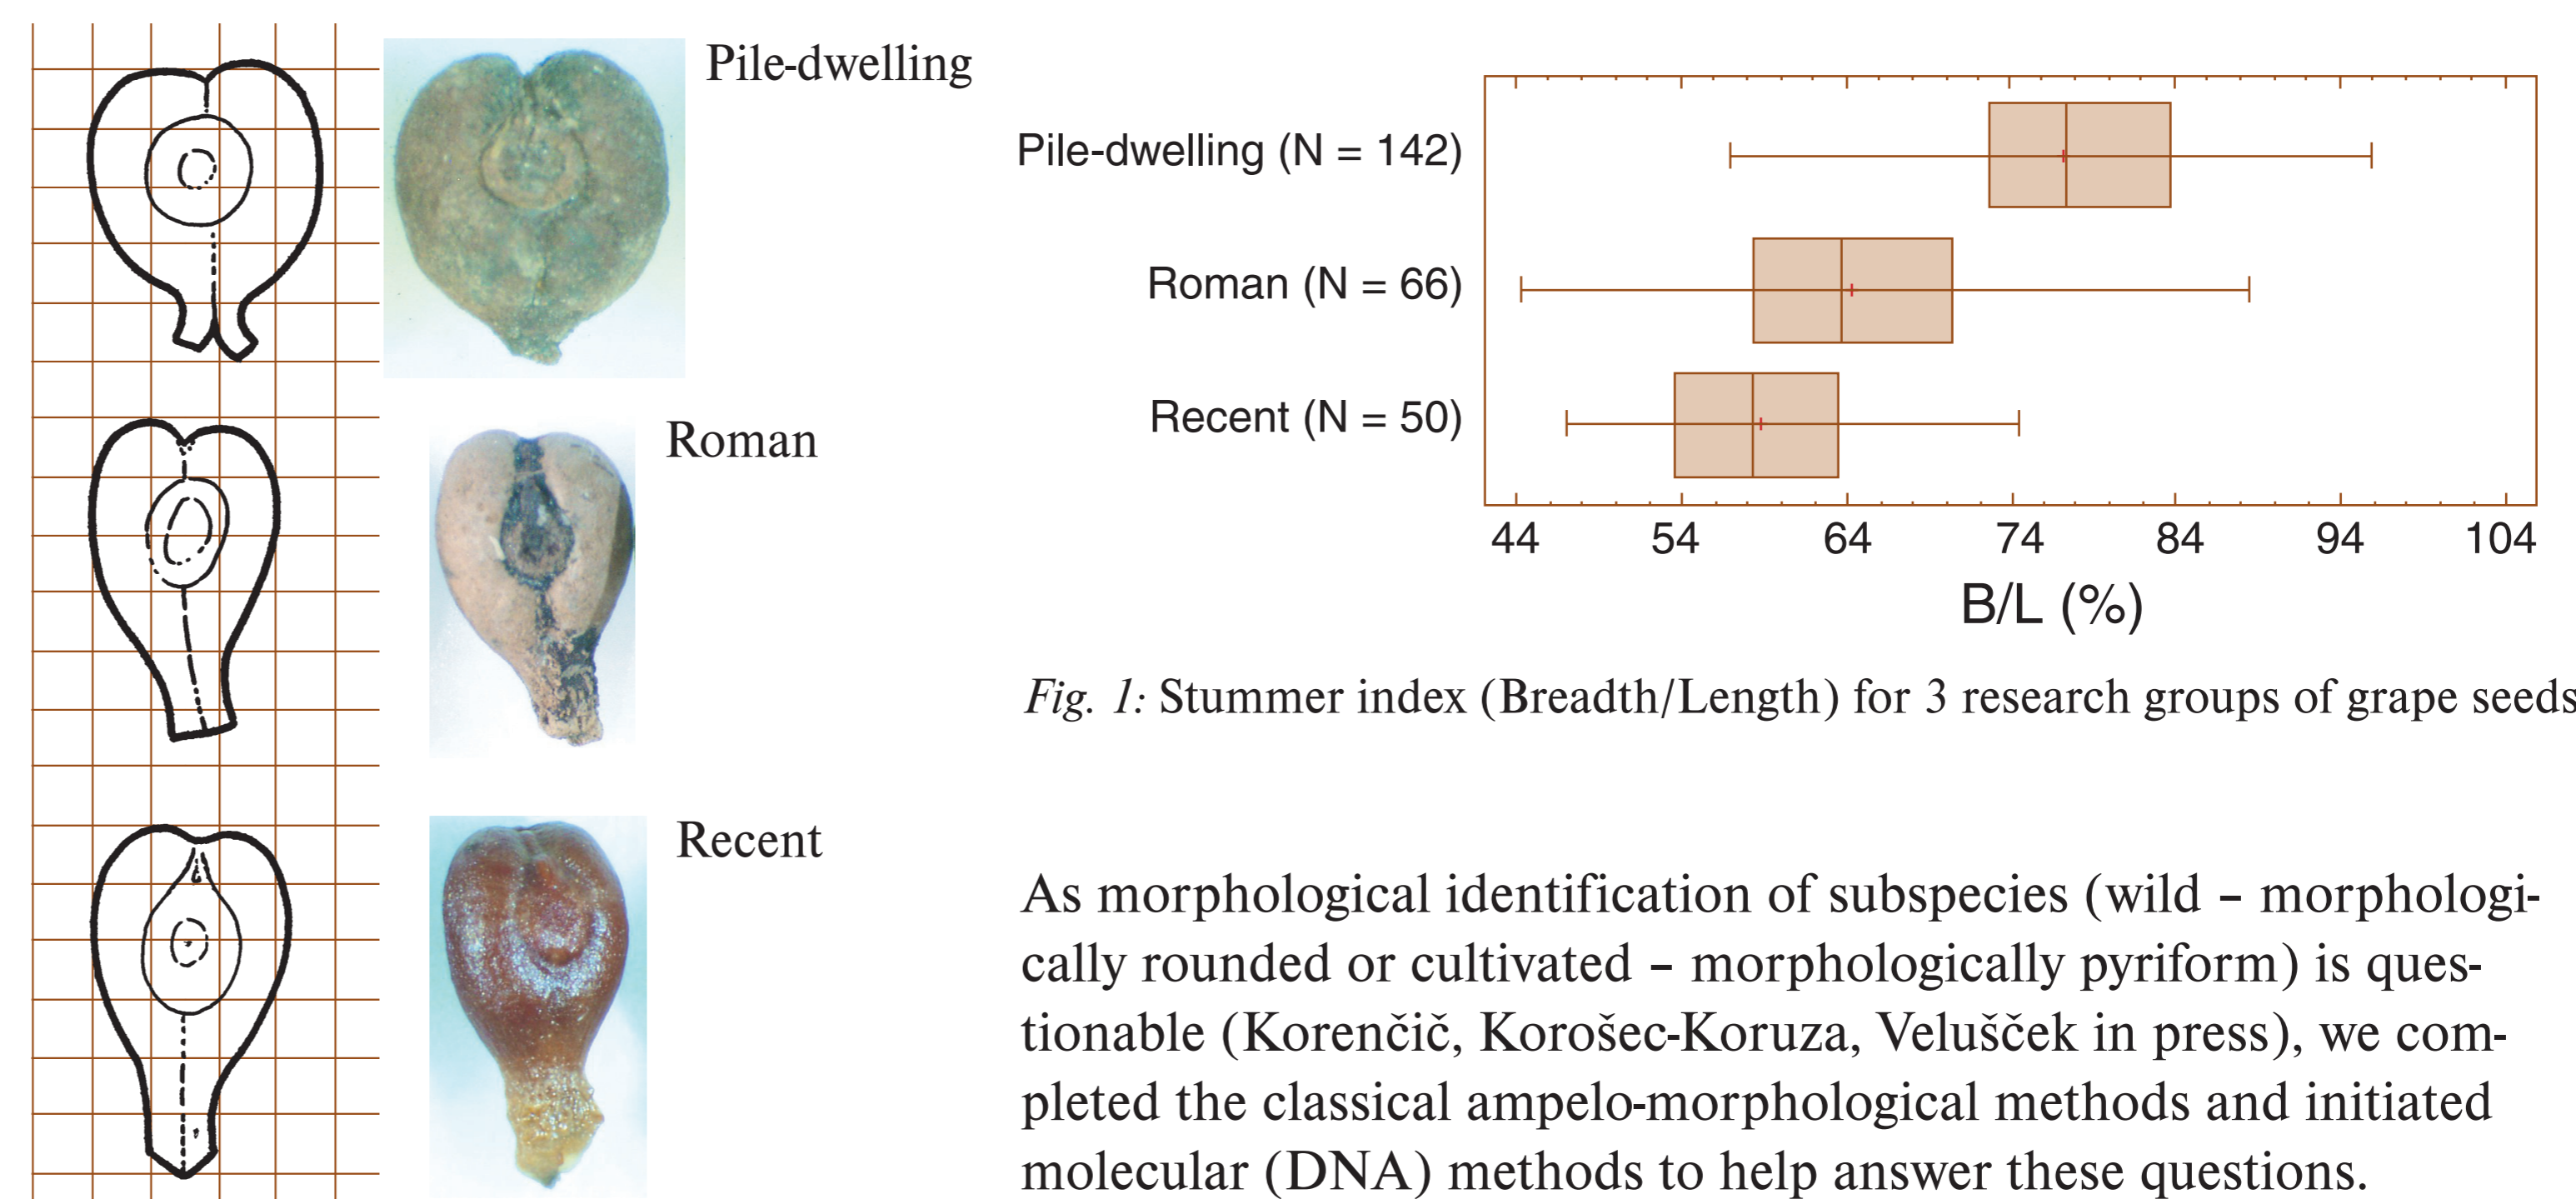 Pile-dwelling
Roman
Recent
Pile-dwelling (N = 142)
Roman (N = 66)
Recent (N = 50)
44 54 64 74 84 94 104
B/L (%)
Fig. 1: Stummer index (Breadth/Length) for 3 research groups of grape seeds
As morphological identification of subspecies (wild – morphologi-
cally rounded or cultivated – morphologically pyriform) is ques-
tionable (Korenčič, Korošec-Koruza, Velušček in press), we com-
pleted the classical ampelo-morphological methods and initiated
molecular (DNA) methods to help answer these questions.